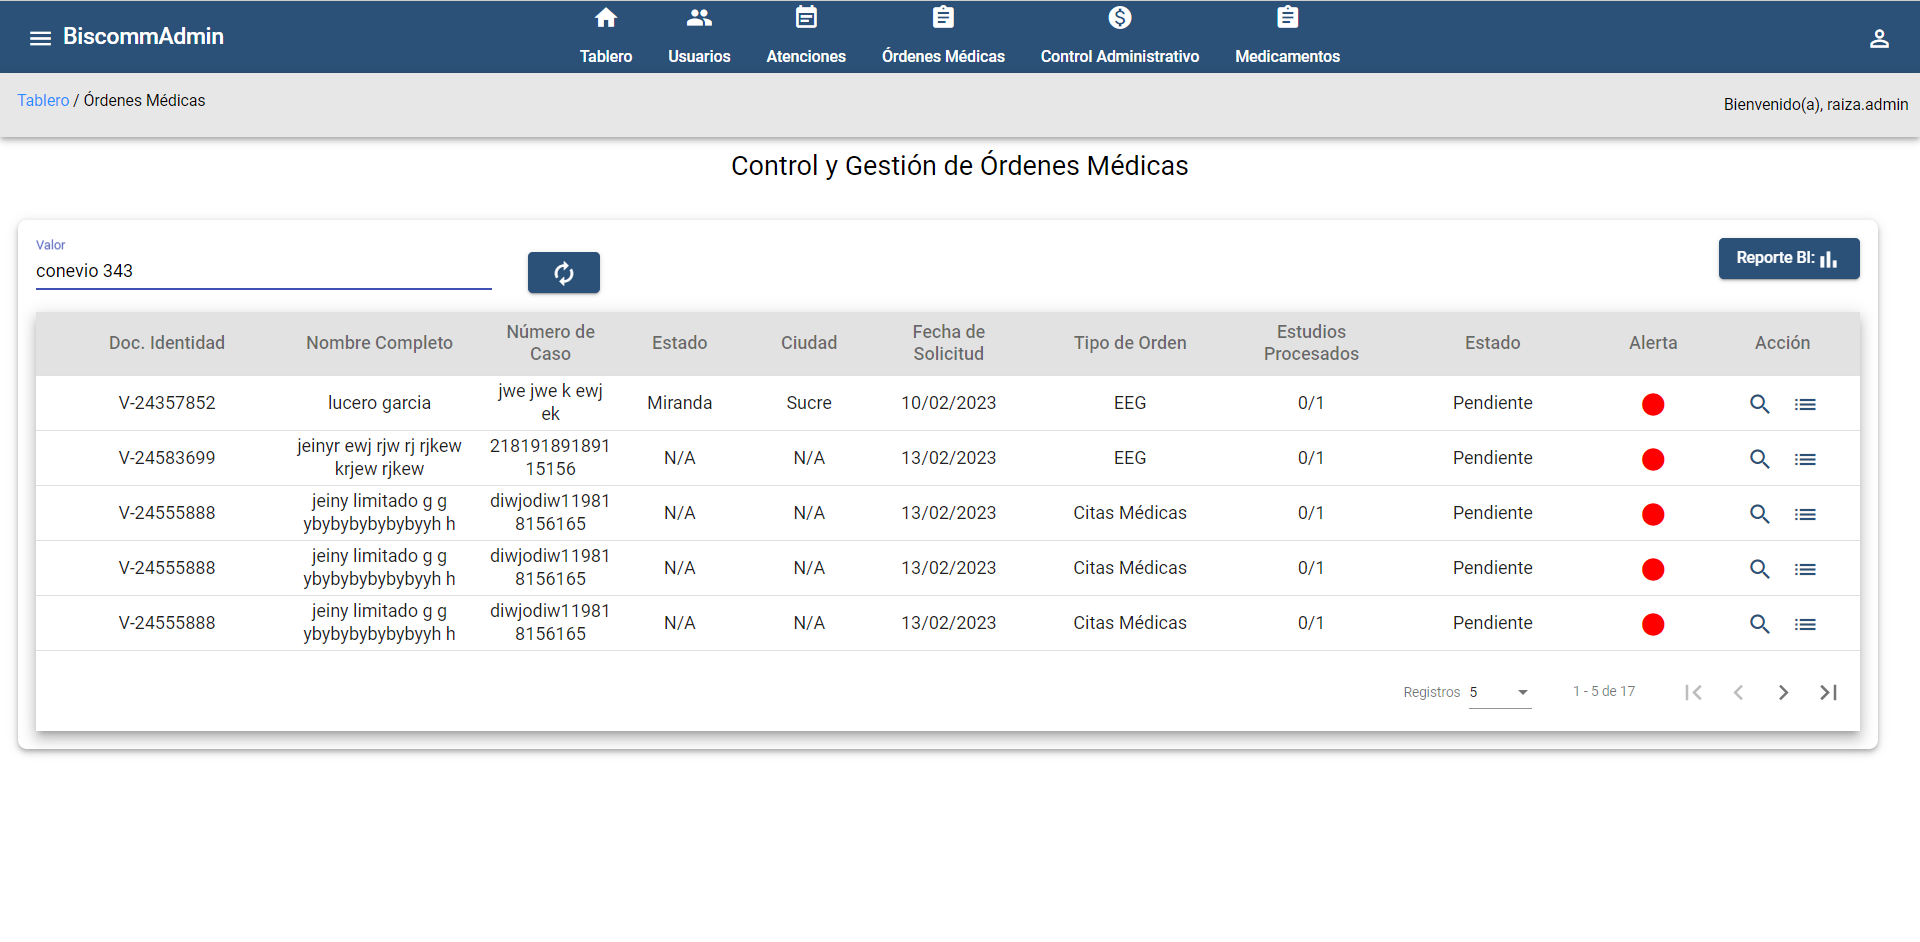 BiscommAdmin
Tablero
Usuarios
Atenciones
Órdenes Médicas
Control Administrativo
Medicamentos
Tablero / Órdenes Médicas
Bienvenido(a), raiza.admin
Control y Gestión de Órdenes Médicas
Valor
conevio 343
Reporte BI:
Doc. Identidad
Nombre Completo
Número de
Caso
Estado
Ciudad
Fecha de
Solicitud
Tipo de Orden
Estudios
Procesados
Estado
Alerta
Acción
V-24357852
lucero garcia
jwe jwe k ewj
ek
Miranda
Sucre
10/02/2023
EEG
0/1
Pendiente
V-24583699
jeinyr ewj rjw rj rjkew
krjew rjkew
218191891891
15156
N/A
N/A
13/02/2023
EEG
0/1
Pendiente
V-24555888
jeiny limitado g g
ybybybybybybyyh h
diwjodiw11981
8156165
N/A
N/A
13/02/2023
Citas Médicas
0/1
Pendiente
V-24555888
jeiny limitado g g
ybybybybybybyyh h
diwjodiw11981
8156165
N/A
N/A
13/02/2023
Citas Médicas
0/1
Pendiente
V-24555888
jeiny limitado g g
ybybybybybybyyh h
diwjodiw11981
8156165
N/A
N/A
13/02/2023
Citas Médicas
0/1
Pendiente
Registros 5
1 - 5 de 17